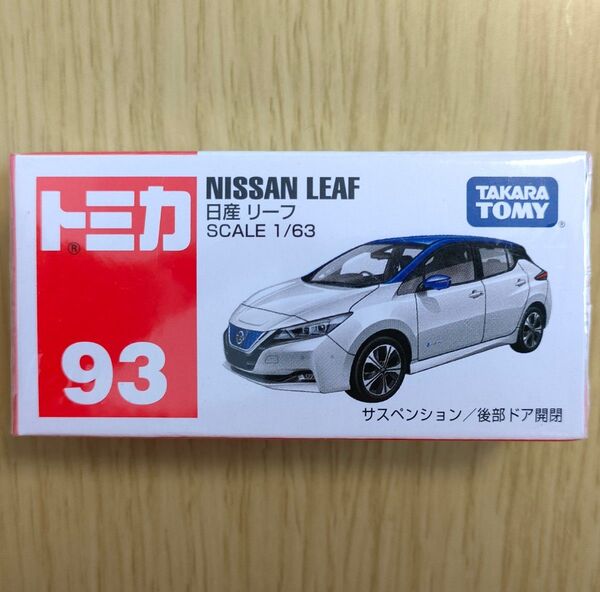 トミカ
®
93
NISSAN LEAF
日産 リーフ
SCALE 1/63
TAKARA
TOMY
®
サスペンション／後部ドア開閉